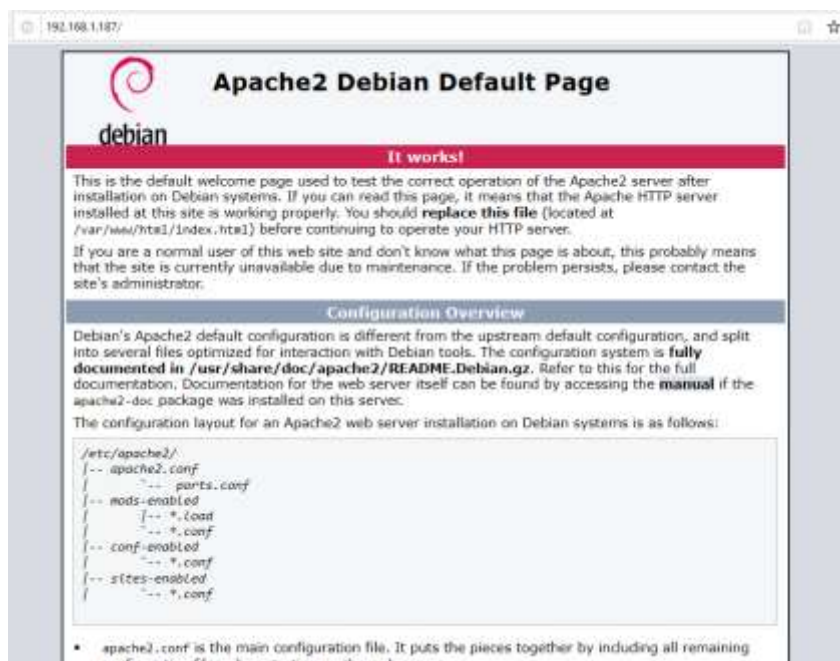 192.168.1.187/
debian
Apache2 Debian Default Page
It works!
This is the default welcome page used to test the correct operation of the Apache2 server after
installation on Debian systems. If you can read this page, it means that the Apache HTTP server
installed at this site is working properly. You should replace this file (located at
/var/www/html/index.html) before continuing to operate your HTTP server.
If you are a normal user of this web site and don't know what this page is about, this probably means
that the site is currently unavailable due to maintenance. If the problem persists, please contact the
site's administrator.
Configuration Overview
Debian's Apache2 default configuration is different from the upstream default configuration, and split
into several files optimized for interaction with Debian tools. The configuration system is fully
documented in /usr/share/doc/apache2/README.Debian.gz. Refer to this for the full
documentation. Documentation for the web server itself can be found by accessing the manual if the
apache2-doc package was installed on this server.
The configuration layout for an Apache2 web server installation on Debian systems is as follows:
/etc/apache2/
|-- apache2.conf
|       `-- ports.conf
|-- mods-enabled
|       |-- *.load
|       `-- *.conf
|-- conf-enabled
|       `-- *.conf
|-- sites-enabled
|       `-- *.conf
• apache2.conf is the main configuration file. It puts the pieces together by including all remaining